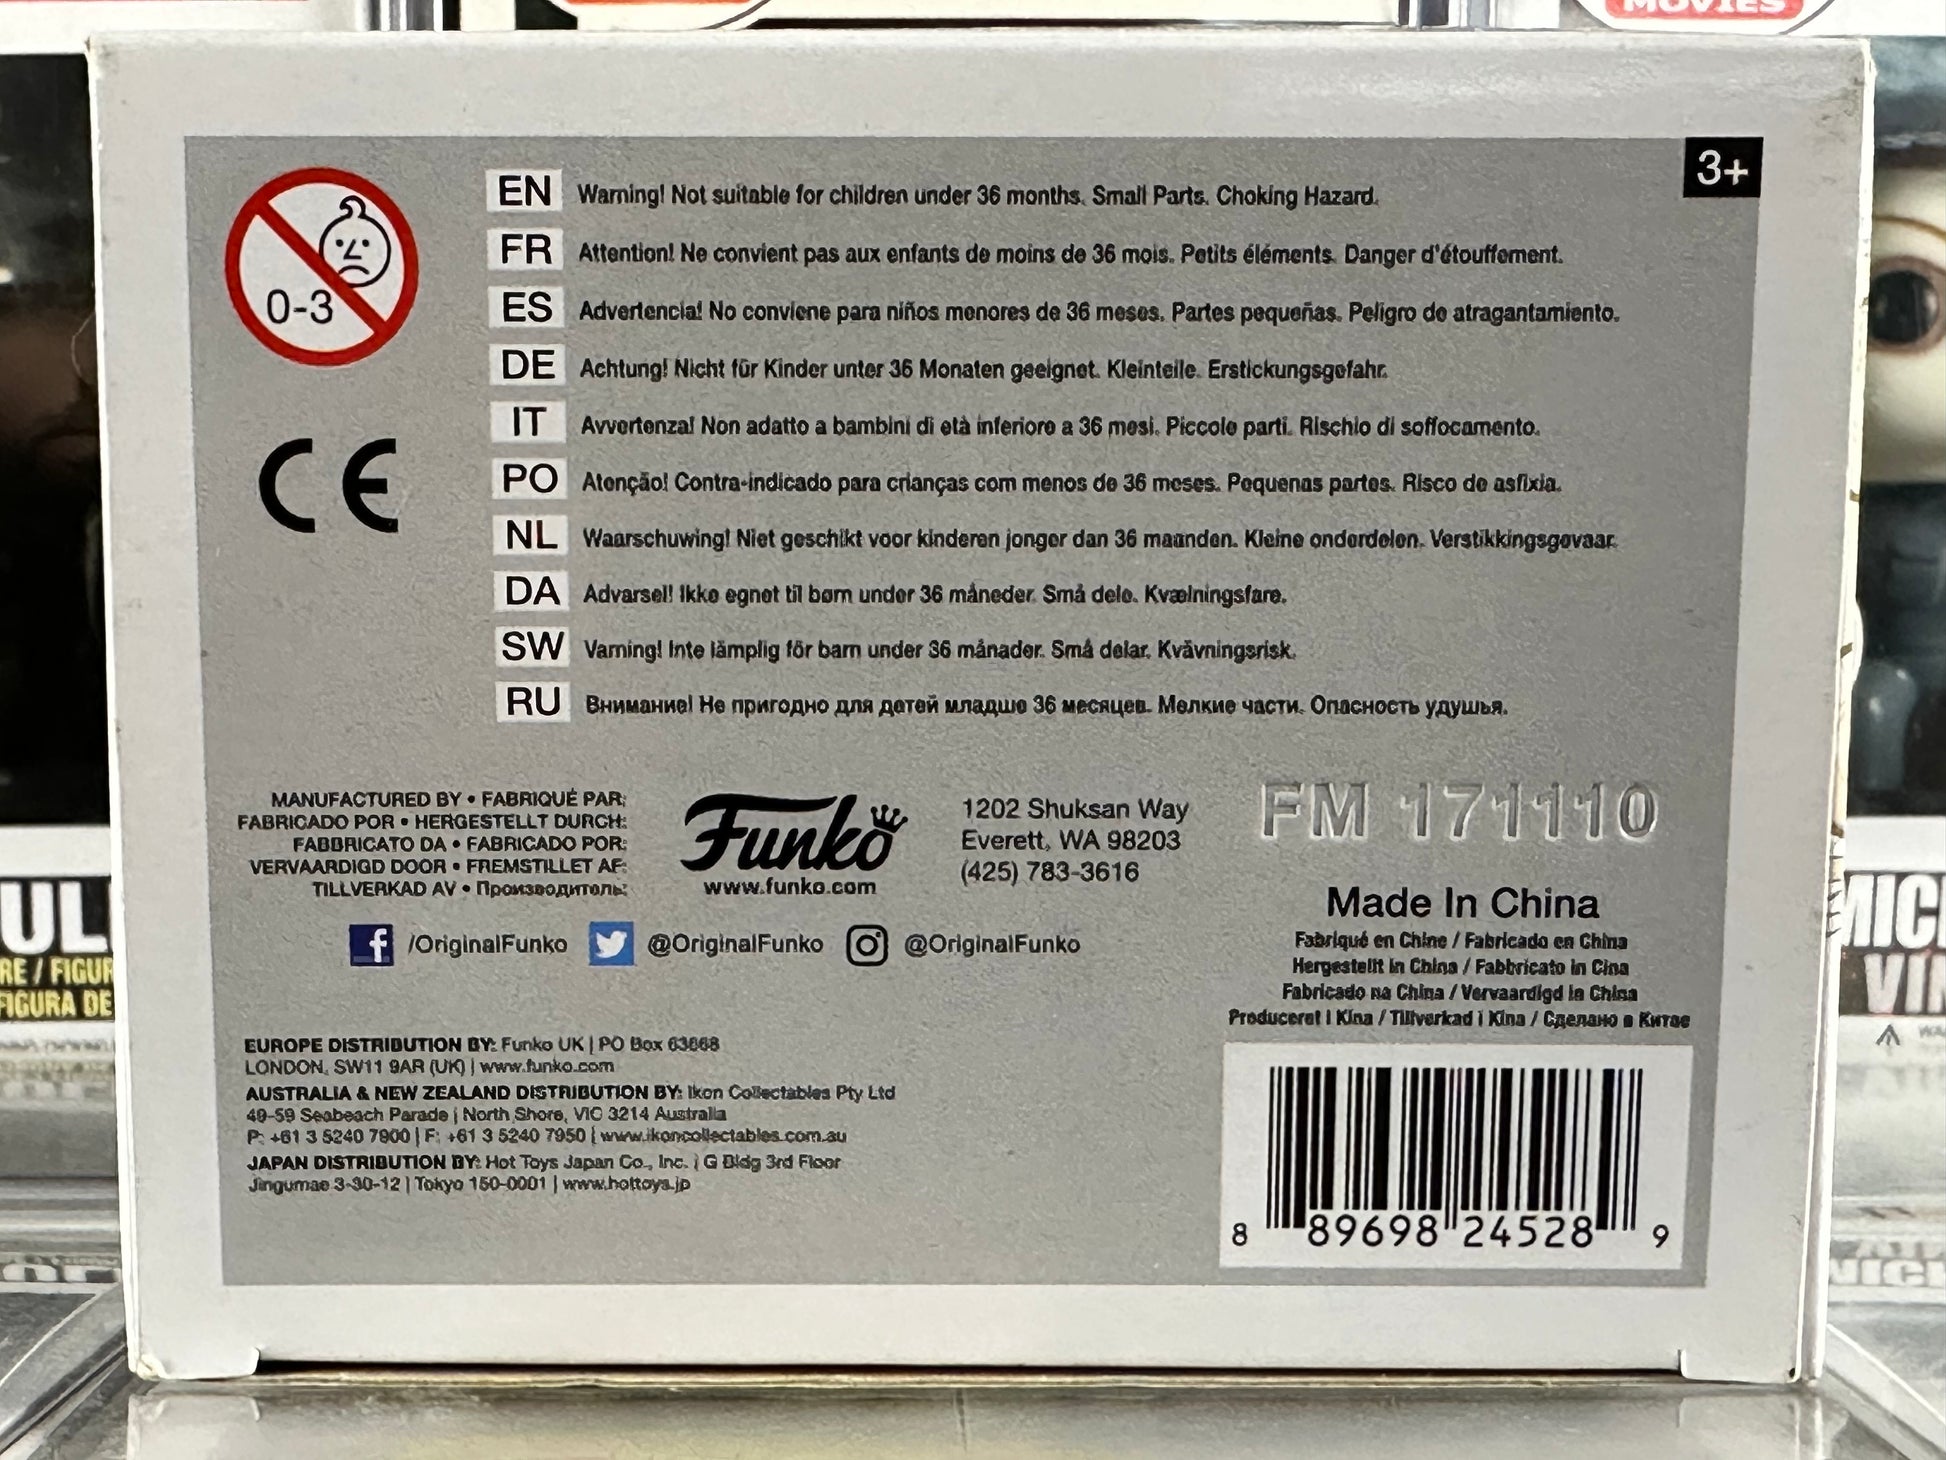 MOVIES
3+
0-3
EN Warning! Not suitable for children under 36 months. Small Parts. Choking Hazard.
FR Attention! Ne convient pas aux enfants de moins de 36 mois. Petits éléments. Danger d'étouffement.
ES Advertencia! No conviene para niños menores de 36 meses. Partes pequeñas. Peligro de atragantamiento.
DE Achtung! Nicht für Kinder unter 36 Monaten geeignet. Kleinteile. Erstickungsgefahr.
IT Avvertenza! Non adatto a bambini di età inferiore a 36 mesi. Piccole parti. Rischio di soffocamento.
PO Atenção! Contra-indicado para crianças com menos de 36 meses. Pequenas partes. Risco de asfixia.
NL Waarschuwing! Niet geschikt voor kinderen jonger dan 36 maanden. Kleine onderdelen. Verstikkingsgevaar.
DA Advarsel! Ikke egnet til børn under 36 måneder. Små dele. Kvælningsfare.
SW Varning! Inte lämplig för barn under 36 månader. Små delar. Kvävningsrisk.
RU Внимание! Не пригодно для детей младше 36 месяцев. Мелкие части. Опасность удушья.
CE
MANUFACTURED BY • FABRIQUÉ PAR:
FABRICADO POR • HERGESTELLT DURCH:
FABBRICATO DA • FABRICADO POR:
VERVAARDIGD DOOR • FREMSTILLET AF:
TILLVERKAD AV • Производитель:
Funko
www.funko.com
1202 Shuksan Way
Everett, WA 98203
(425) 783-3616
FM 171110
/OriginalFunko @OriginalFunko @OriginalFunko
Made In China
Fabriqué en Chine / Fabricado en China
Hergestellt in China / Fabbricato in Cina
Fabricado na China / Vervaardigd in China
Produceret i Kina / Tillverkad i Kina / Сделано в Китае
EUROPE DISTRIBUTION BY: Funko UK | PO Box 63668
LONDON, SW11 9AR (UK) | www.funko.com
AUSTRALIA & NEW ZEALAND DISTRIBUTION BY: Ikon Collectables Pty Ltd
49-59 Seabeach Parade | North Shore, VIC 3214 Australia
P: +61 3 5240 7900 | F: +61 3 5240 7950 | www.ikoncollectables.com.au
JAPAN DISTRIBUTION BY: Hot Toys Japan Co., Inc. | G Bldg 3rd Floor
Jingumae 3-30-12 | Tokyo 150-0001 | www.hottoys.jp
8 89698 24528 9
UL
RE / FIGUR
FIGURA DE
MICH
VIN